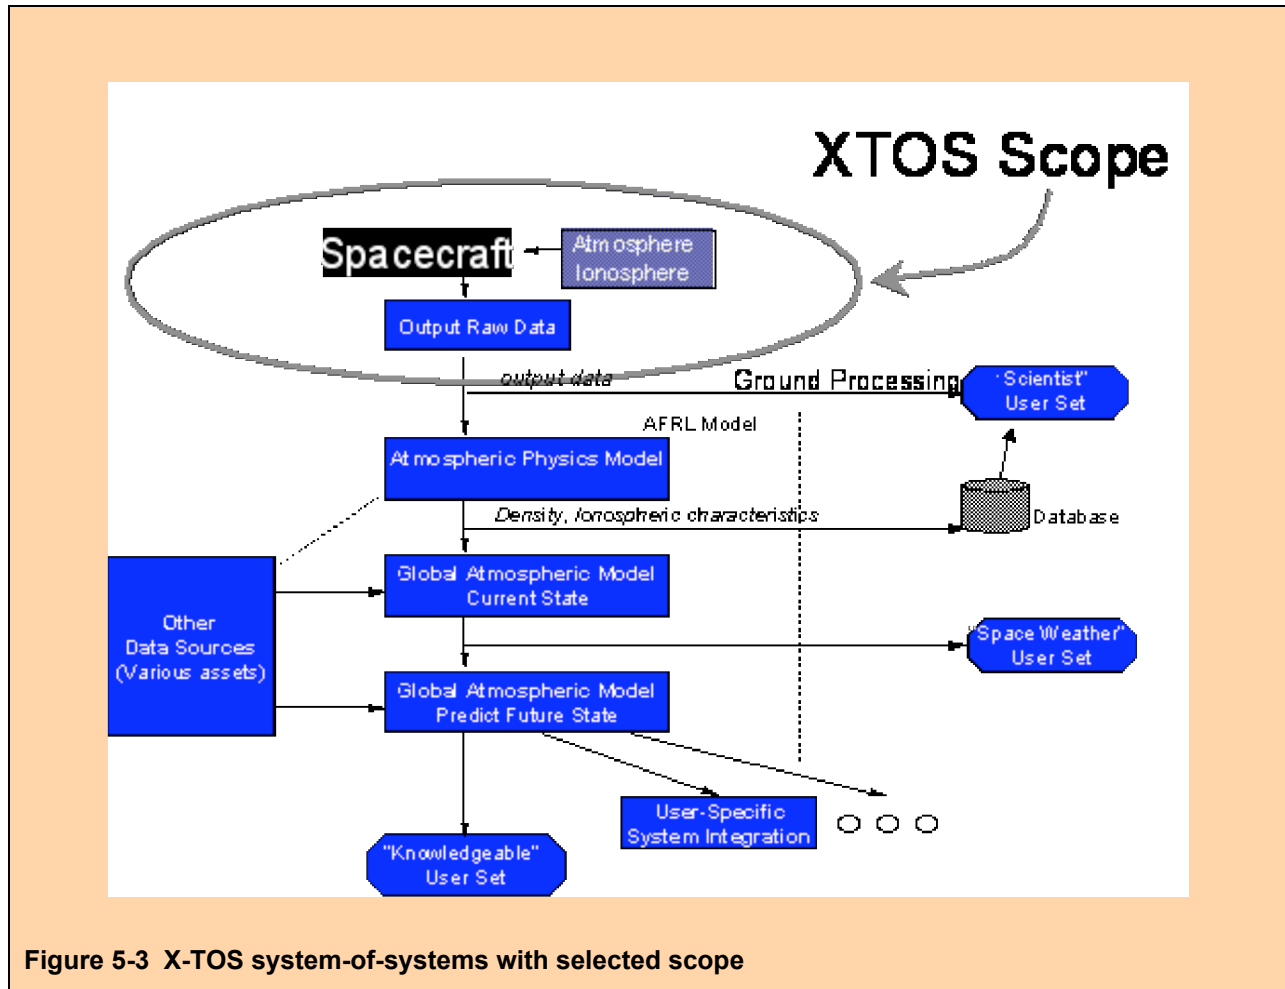 XTOS Scope
Spacecraft
Atmosphere
Ionosphere
Output Raw Data
output data
Ground Processing
"Scientist"
User Set
AFRL Model
Atmospheric Physics Model
Density, Ionospheric characteristics
Database
Global Atmospheric Model
Current State
Other
Data Sources
(Various assets)
"Space Weather"
User Set
Global Atmospheric Model
Predict Future State
User-Specific
System Integration
"Knowledgeable"
User Set
Figure 5-3 X-TOS system-of-systems with selected scope